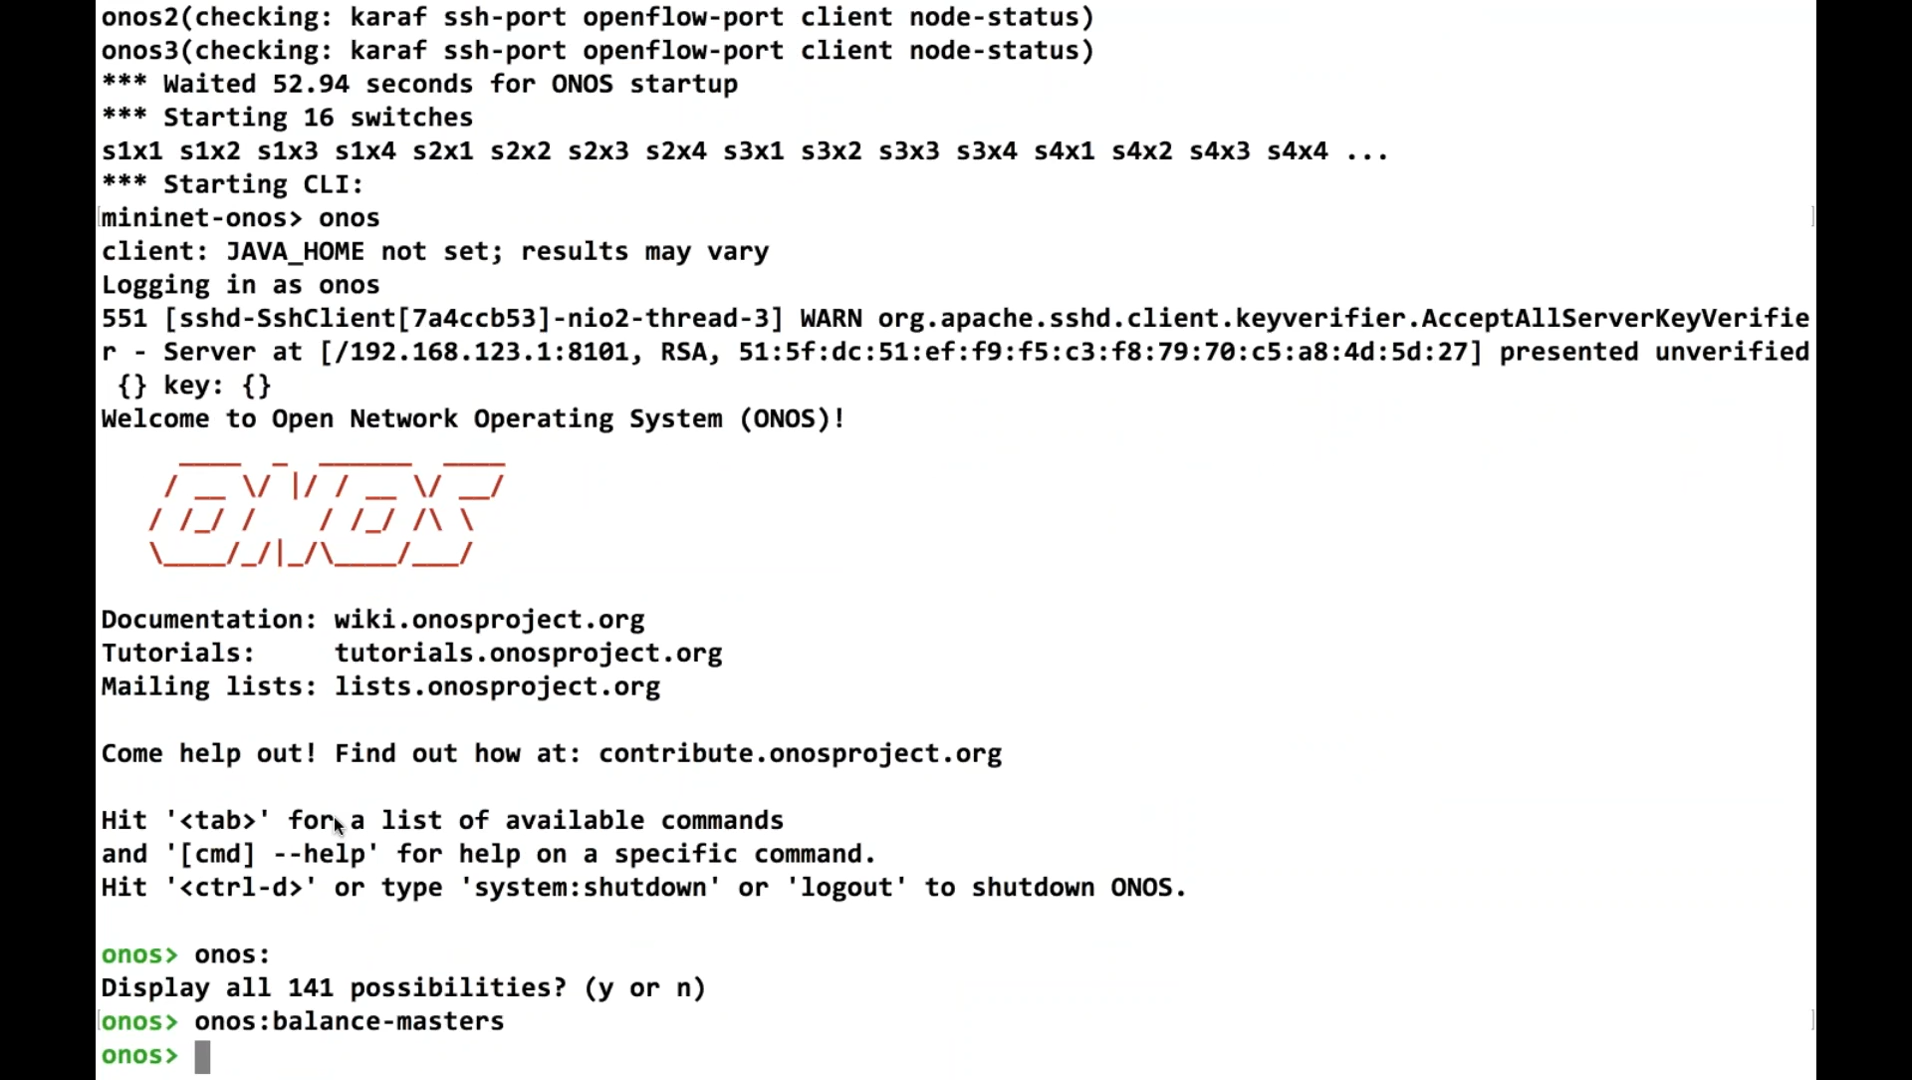 onos2(checking: karaf ssh-port openflow-port client node-status)
onos3(checking: karaf ssh-port openflow-port client node-status)
*** Waited 52.94 seconds for ONOS startup
*** Starting 16 switches
s1x1 s1x2 s1x3 s1x4 s2x1 s2x2 s2x3 s2x4 s3x1 s3x2 s3x3 s3x4 s4x1 s4x2 s4x3 s4x4 ...
*** Starting CLI:
mininet-onos> onos
client: JAVA_HOME not set; results may vary
Logging in as onos
551 [sshd-SshClient[7a4ccb53]-nio2-thread-3] WARN org.apache.sshd.client.keyverifier.AcceptAllServerKeyVerifie
r - Server at [/192.168.123.1:8101, RSA, 51:5f:dc:51:ef:f9:f5:c3:f8:79:70:c5:a8:4d:5d:27] presented unverified
{} key: {}
Welcome to Open Network Operating System (ONOS)!
ONOS
Documentation: wiki.onosproject.org
Tutorials:     tutorials.onosproject.org
Mailing lists: lists.onosproject.org
Come help out! Find out how at: contribute.onosproject.org
Hit '<tab>' for a list of available commands
and '[cmd] --help' for help on a specific command.
Hit '<ctrl-d>' or type 'system:shutdown' or 'logout' to shutdown ONOS.
onos> onos:
Display all 141 possibilities? (y or n)
onos> onos:balance-masters
onos>